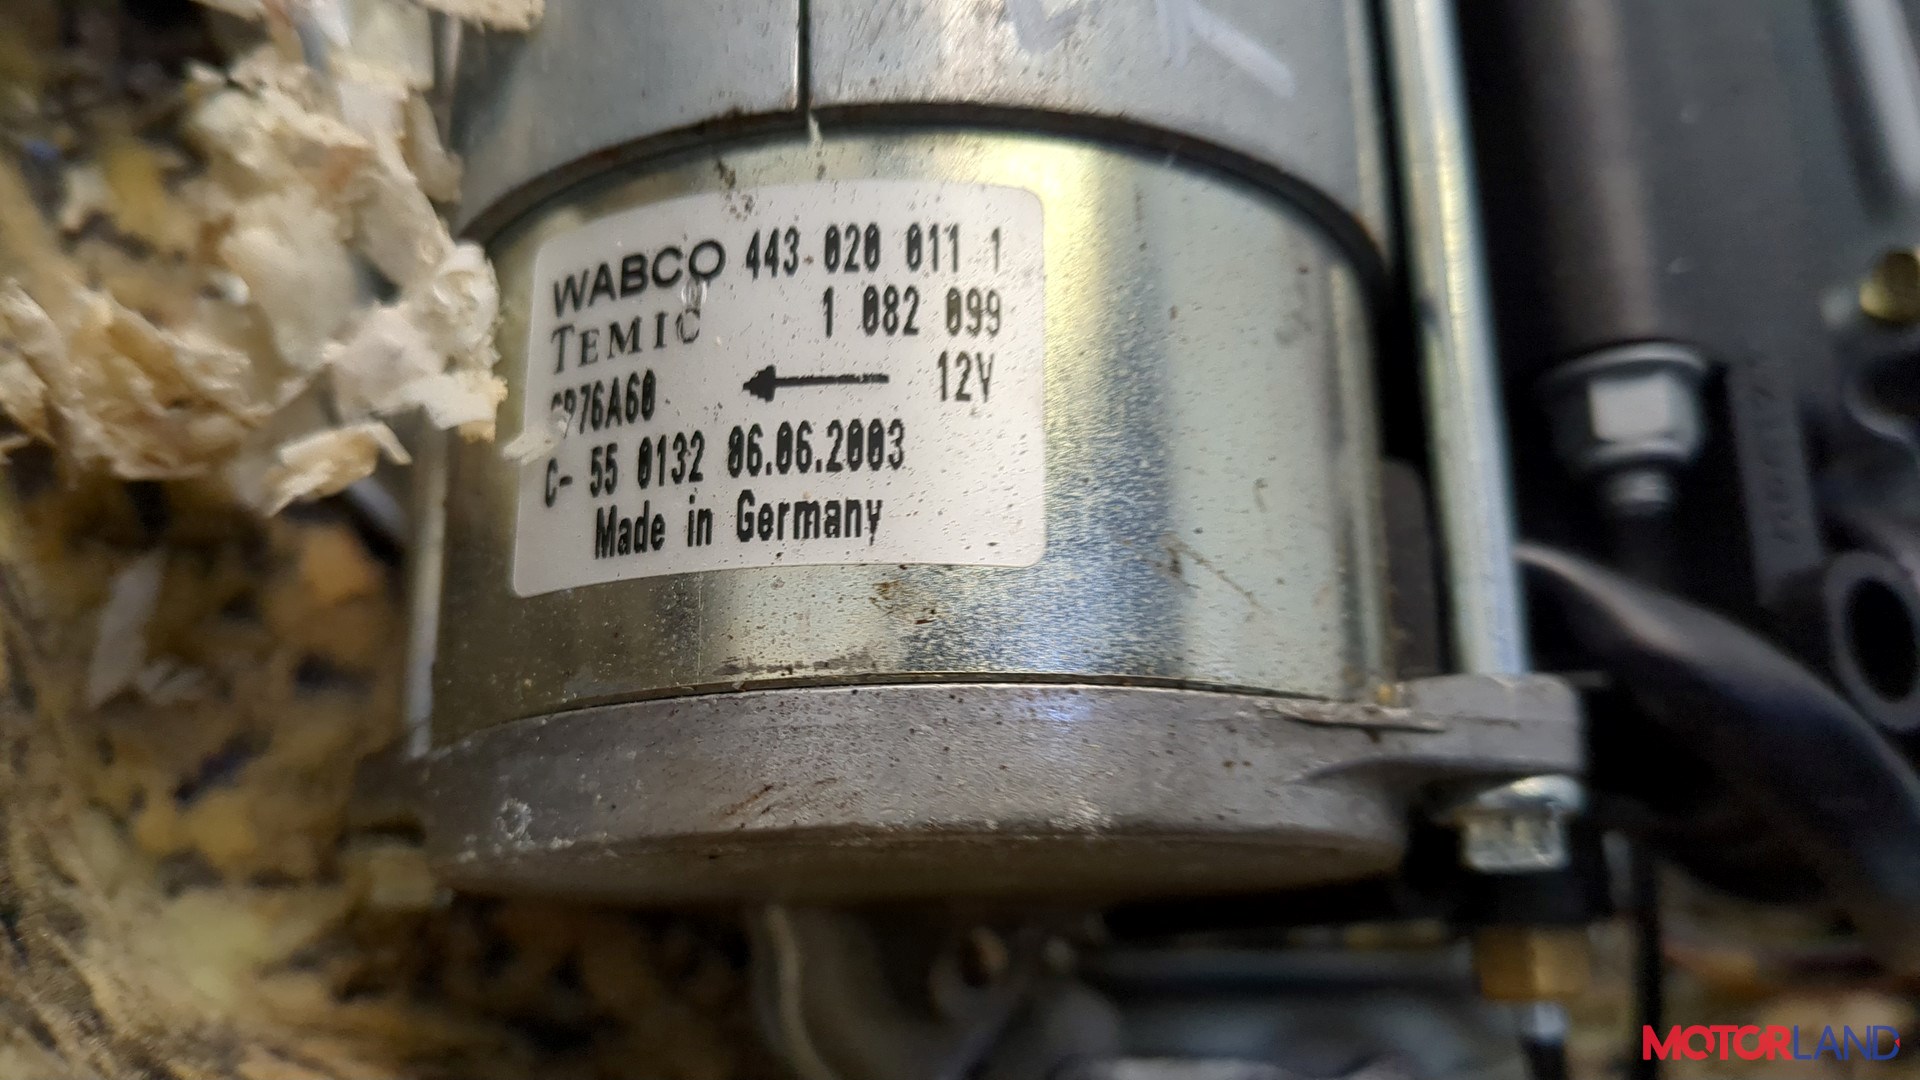 WABCO 443 020 011 1
TEMIC 1 082 099
12V
C- 55 0132 06.06.2003
Made in Germany
MOTORLAND